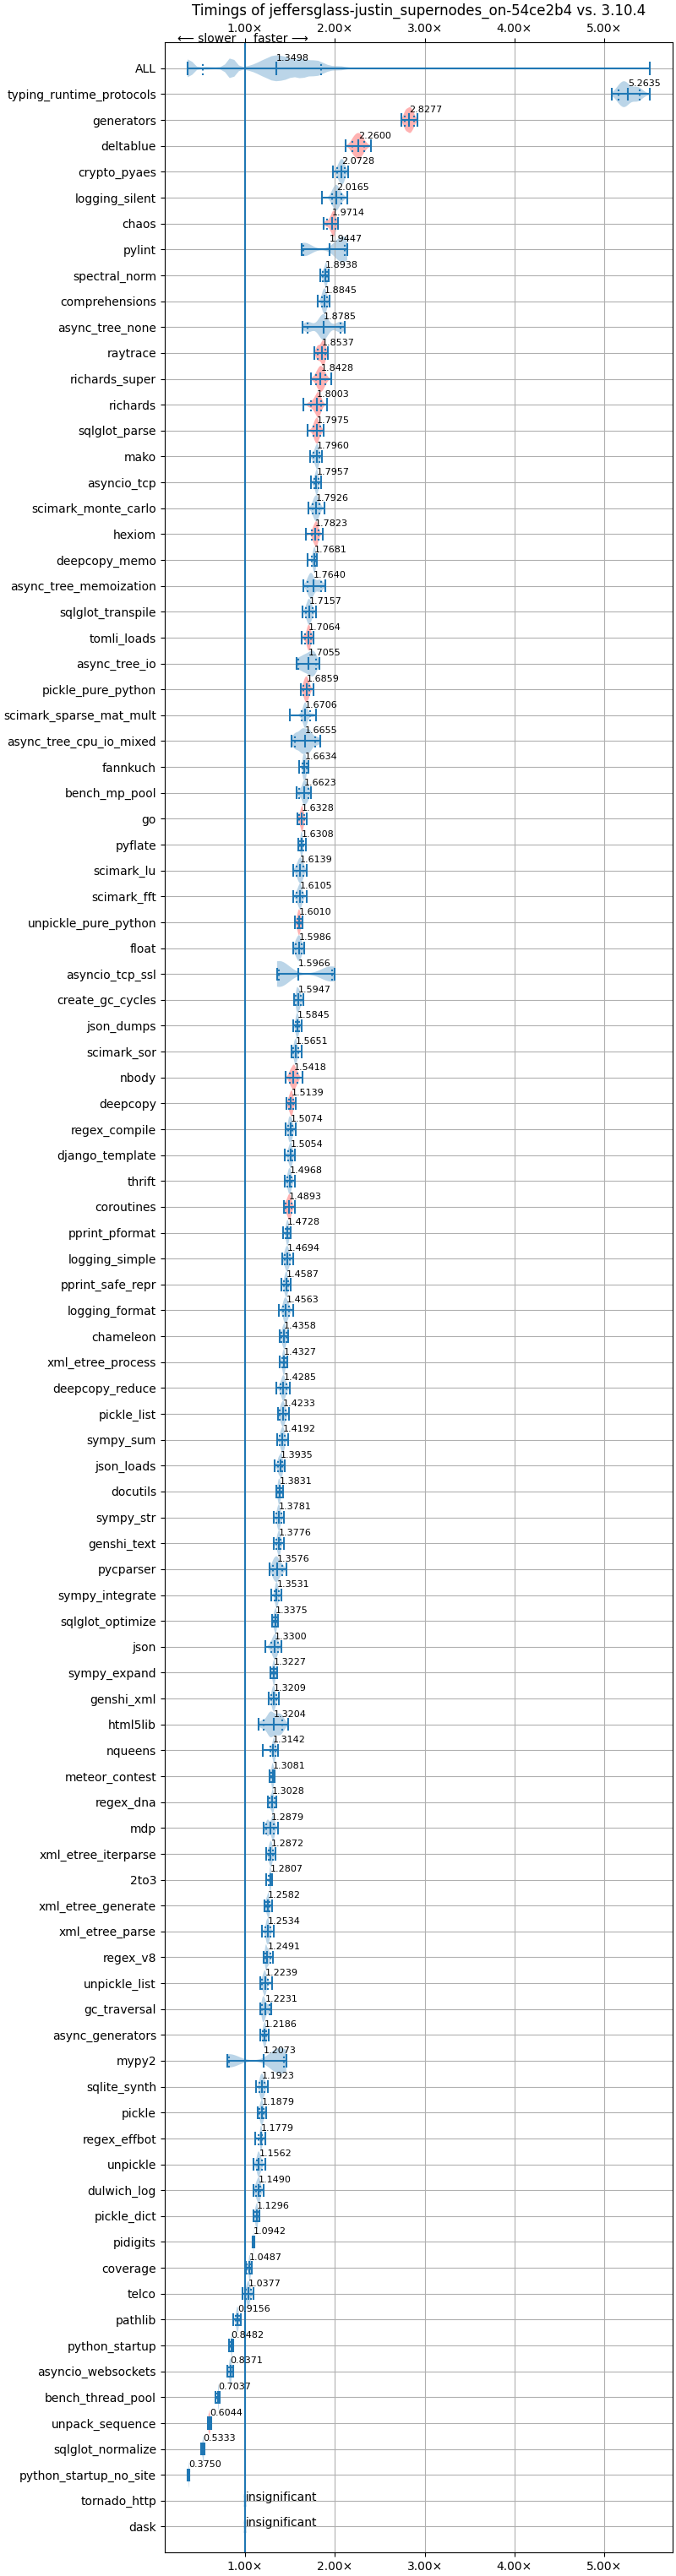 Timings of jeffersglass-justin_supernodes_on-54ce2b4 vs. 3.10.4
1.00× 2.00× 3.00× 4.00× 5.00×
⟵ slower faster ⟶
ALL 1.3498
typing_runtime_protocols 5.2635
generators 2.8277
deltablue 2.2600
crypto_pyaes 2.0728
logging_silent 2.0165
chaos 1.9714
pylint 1.9447
spectral_norm 1.8938
comprehensions 1.8845
async_tree_none 1.8785
raytrace 1.8537
richards_super 1.8428
richards 1.8003
sqlglot_parse 1.7975
mako 1.7960
asyncio_tcp 1.7957
scimark_monte_carlo 1.7926
hexiom 1.7823
deepcopy_memo 1.7681
async_tree_memoization 1.7640
sqlglot_transpile 1.7157
tomli_loads 1.7064
async_tree_io 1.7055
pickle_pure_python 1.6859
scimark_sparse_mat_mult 1.6706
async_tree_cpu_io_mixed 1.6655
fannkuch 1.6634
bench_mp_pool 1.6623
go 1.6328
pyflate 1.6308
scimark_lu 1.6139
scimark_fft 1.6105
unpickle_pure_python 1.6010
float 1.5986
asyncio_tcp_ssl 1.5966
create_gc_cycles 1.5947
json_dumps 1.5845
scimark_sor 1.5651
nbody 1.5418
deepcopy 1.5139
regex_compile 1.5074
django_template 1.5054
thrift 1.4968
coroutines 1.4893
pprint_pformat 1.4728
logging_simple 1.4694
pprint_safe_repr 1.4587
logging_format 1.4563
chameleon 1.4358
xml_etree_process 1.4327
deepcopy_reduce 1.4285
pickle_list 1.4233
sympy_sum 1.4192
json_loads 1.3935
docutils 1.3831
sympy_str 1.3781
genshi_text 1.3776
pycparser 1.3576
sympy_integrate 1.3531
sqlglot_optimize 1.3375
json 1.3300
sympy_expand 1.3227
genshi_xml 1.3209
html5lib 1.3204
nqueens 1.3142
meteor_contest 1.3081
regex_dna 1.3028
mdp 1.2879
xml_etree_iterparse 1.2872
2to3 1.2807
xml_etree_generate 1.2582
xml_etree_parse 1.2534
regex_v8 1.2491
unpickle_list 1.2239
gc_traversal 1.2231
async_generators 1.2186
mypy2 1.2073
sqlite_synth 1.1923
pickle 1.1879
regex_effbot 1.1779
unpickle 1.1562
dulwich_log 1.1490
pickle_dict 1.1296
pidigits 1.0942
coverage 1.0487
telco 1.0377
pathlib 0.9156
python_startup 0.8482
asyncio_websockets 0.8371
bench_thread_pool 0.7037
unpack_sequence 0.6044
sqlglot_normalize 0.5333
python_startup_no_site 0.3750
tornado_http insignificant
dask insignificant
1.00× 2.00× 3.00× 4.00× 5.00×